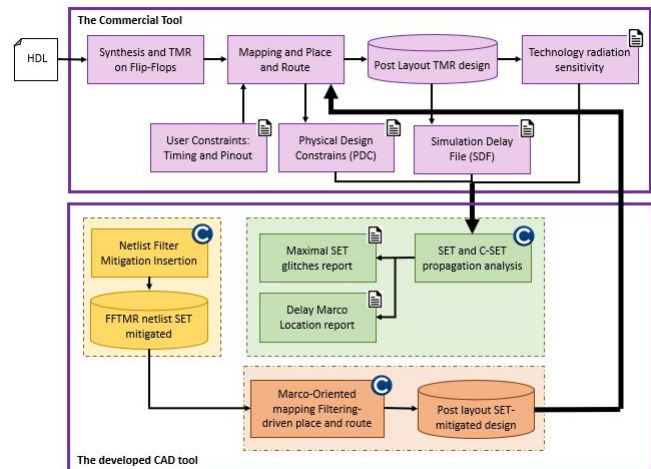 The Commercial Tool
HDL
Synthesis and TMR
on Flip-Flops
Mapping and Place
and Route
Post Layout TMR design
Technology radiation
sensitivity
User Constraints:
Timing and Pinout
Physical Design
Constrains (PDC)
Simulation Delay
File (SDF)
Netlist Filter
Mitigation Insertion
C
FFTMR netlist SET
mitigated
Maximal SET
glitches report
SET and C-SET
propagation analysis
C
Delay Marco
Location report
Marco-Oriented
mapping Filtering-
driven place and route
C
Post layout SET-
mitigated design
The developed CAD tool